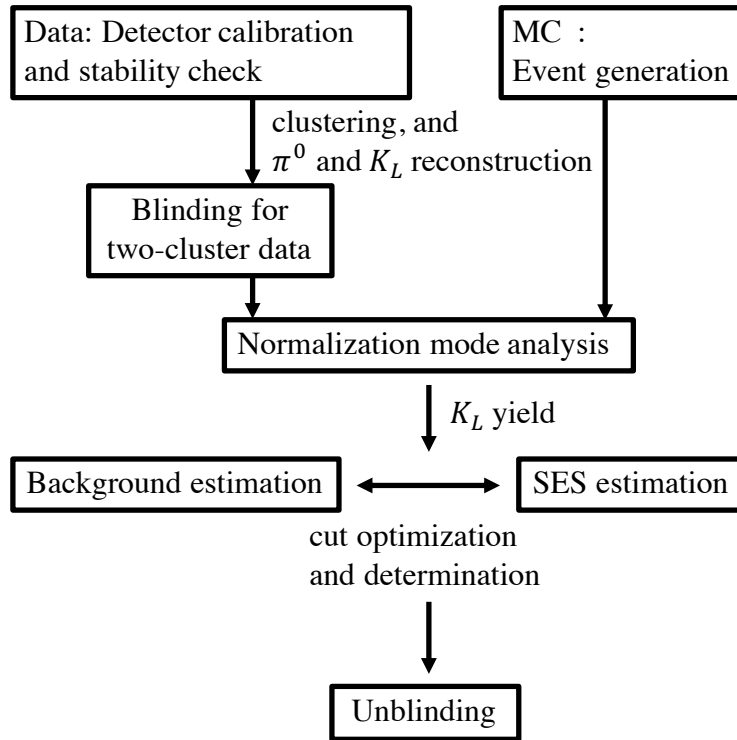 Data: Detector calibration
and stability check
MC :
Event generation
clustering, and
π⁰ and K_L reconstruction
Blinding for
two-cluster data
Normalization mode analysis
K_L yield
Background estimation
SES estimation
cut optimization
and determination
Unblinding